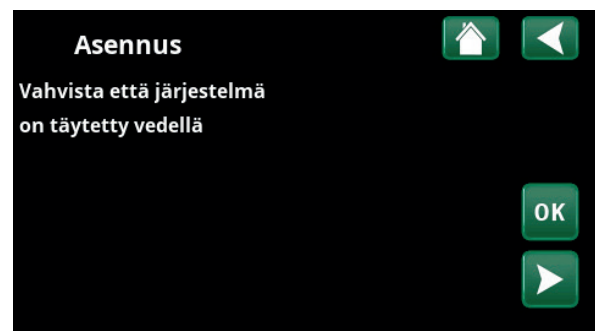 Asennus
Vahvista että järjestelmä
on täytetty vedellä
OK